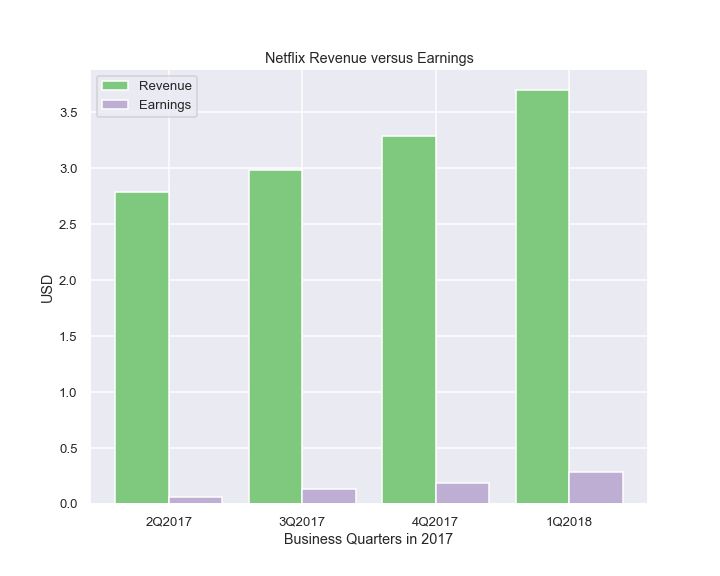 Netflix Revenue versus Earnings
Revenue
Earnings
3.5
3.0
2.5
2.0
1.5
1.0
0.5
0.0
USD
2Q2017 3Q2017 4Q2017 1Q2018
Business Quarters in 2017